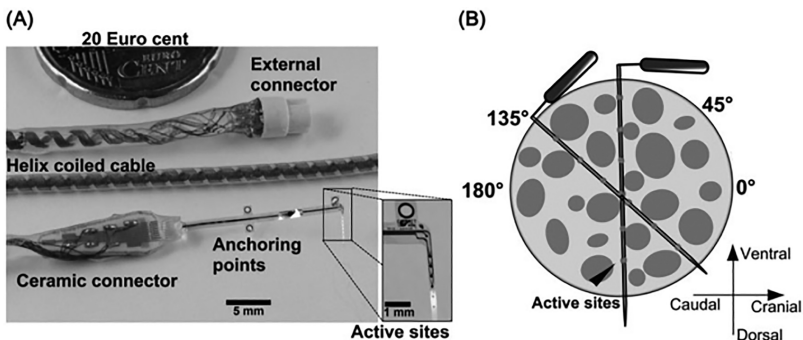 (A)
20 Euro cent
EURO
CENT
External
connector
Helix coiled cable
Anchoring
points
Ceramic connector
5 mm
1 mm
Active sites
(B)
135°
45°
180°
0°
Active sites
Ventral
Caudal
Cranial
Dorsal